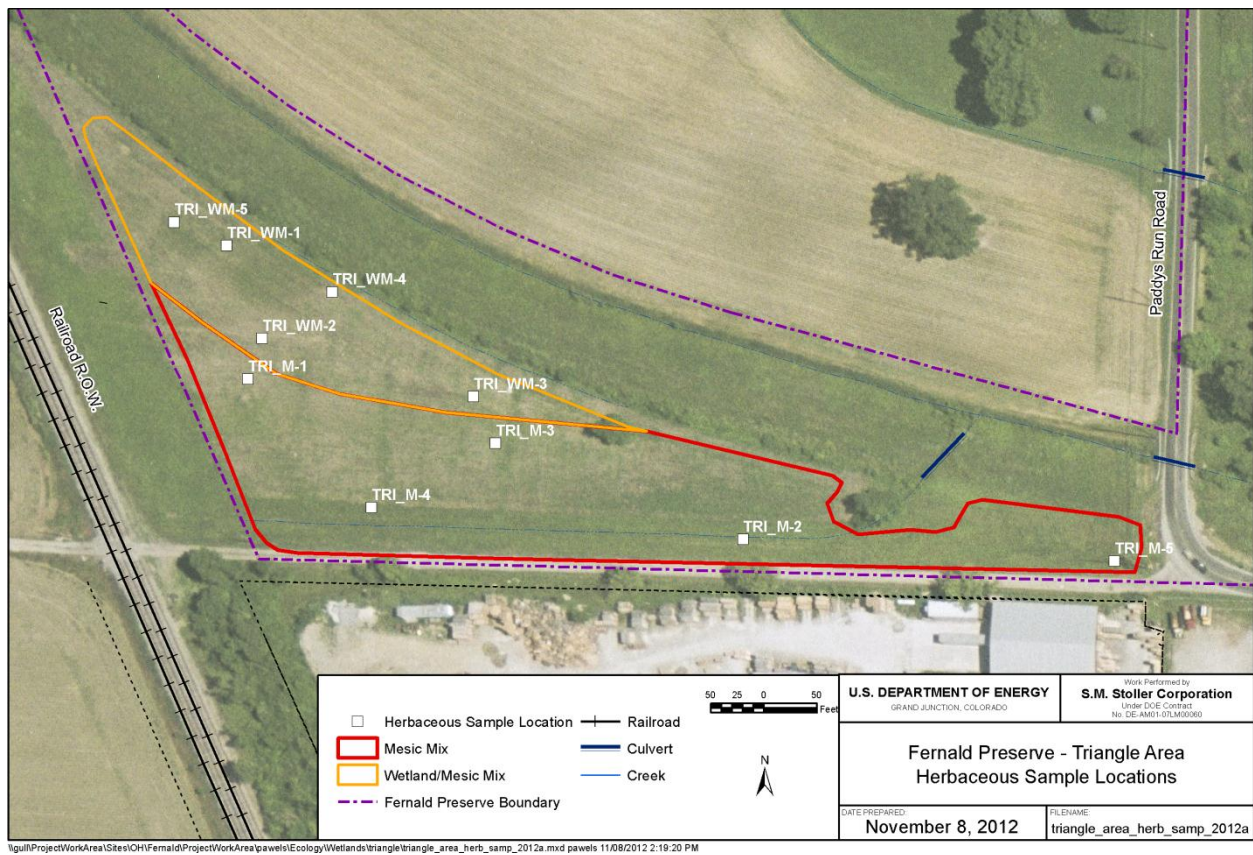 TRI_WM-5
TRI_WM-1
TRI_WM-4
TRI_WM-2
TRI_M-1
TRI_WM-3
TRI_M-3
TRI_M-4
TRI_M-2
TRI_M-5
Railroad R.O.W.
Paddys Run Road
Herbaceous Sample Location
Mesic Mix
Wetland/Mesic Mix
Fernald Preserve Boundary
Railroad
Culvert
Creek
50 25 0 50
Feet
N
U.S. DEPARTMENT OF ENERGY
GRAND JUNCTION, COLORADO
Work Performed by
S.M. Stoller Corporation
Under DOE Contract
No. DE-AM01-07LM00060
Fernald Preserve - Triangle Area
Herbaceous Sample Locations
DATE PREPARED:
November 8, 2012
FILENAME:
triangle_area_herb_samp_2012a
\\gull\ProjectWorkArea\Sites\OH\Fernald\ProjectWorkArea\pawels\Ecology\Wetlands\triangle\triangle_area_herb_samp_2012a.mxd pawels 11/08/2012 2:19:20 PM